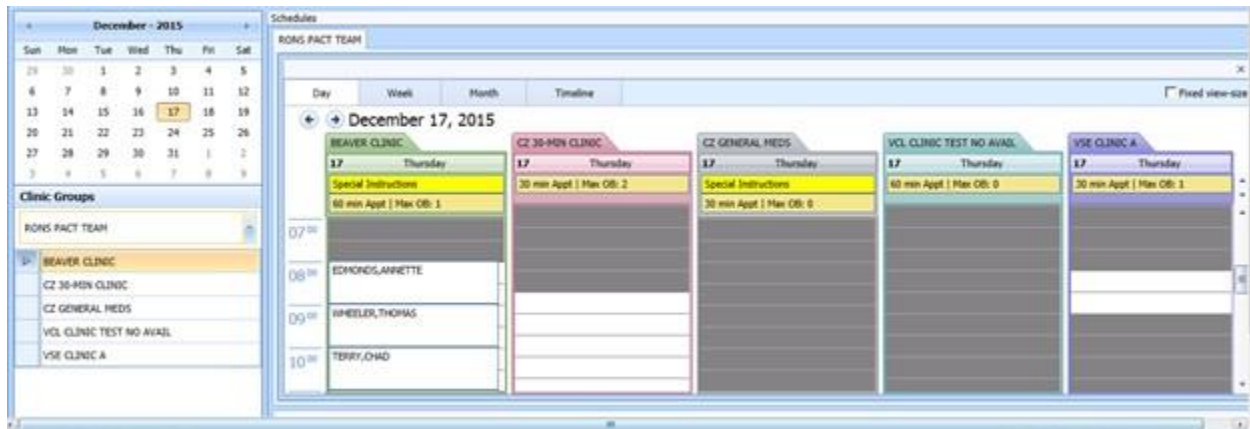 December - 2015
Sun Mon Tue Wed Thu Fri Sat
29 30 1 2 3 4 5
6 7 8 9 10 11 12
13 14 15 16 17 18 19
20 21 22 23 24 25 26
27 28 29 30 31 1 2
3 4 5 6 7 8 9
Clinic Groups
RONS PACT TEAM
BEAVER CLINIC
CZ 30-MIN CLINIC
CZ GENERAL MEDS
VCL CLINIC TEST NO AVAIL
VSE CLINIC A
Schedules
RONS PACT TEAM
Day Week Month Timeline
Fixed view-size
December 17, 2015
BEAVER CLINIC CZ 30-MIN CLINIC CZ GENERAL MEDS VCL CLINIC TEST NO AVAIL VSE CLINIC A
17 Thursday 17 Thursday 17 Thursday 17 Thursday 17 Thursday
Special Instructions 30 min Appt | Max OB: 2 Special Instructions 60 min Appt | Max OB: 0 30 min Appt | Max OB: 1
60 min Appt | Max OB: 1 30 min Appt | Max OB: 0
07 00
08 00 EDMONDS,ANNETTE
09 00 WHEELER,THOMAS
10 00 TERRY,CHAD